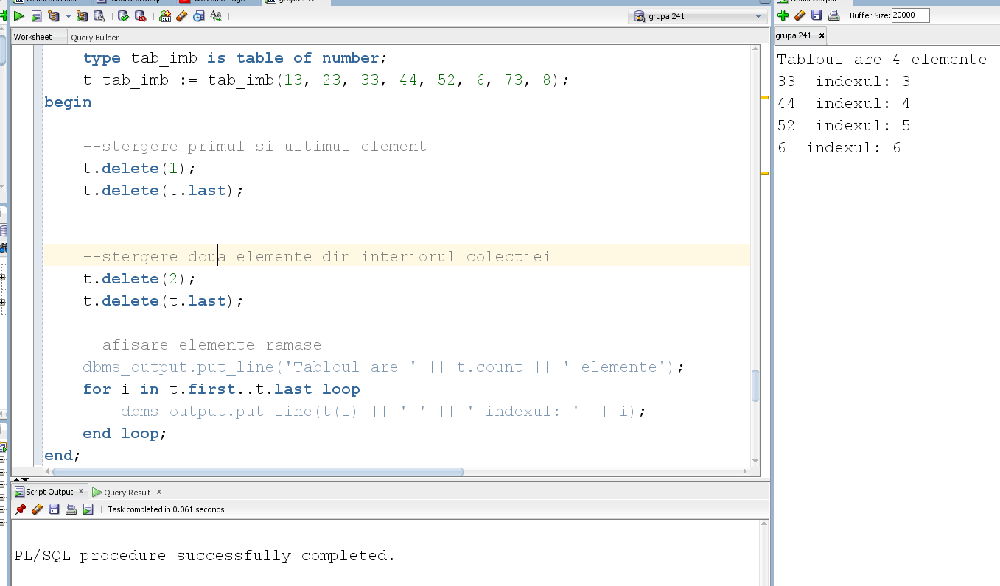 grupa 241
Worksheet Query Builder
type tab_imb is table of number;
t tab_imb := tab_imb(13, 23, 33, 44, 52, 6, 73, 8);
begin
--stergere primul si ultimul element
t.delete(1);
t.delete(t.last);
--stergere doua elemente din interiorul colectiei
t.delete(2);
t.delete(t.last);
--afisare elemente ramase
dbms_output.put_line('Tabloul are ' || t.count || ' elemente');
for i in t.first..t.last loop
dbms_output.put_line(t(i) || ' ' || ' indexul: ' || i);
end loop;
end;
Script Output x Query Result x
Task completed in 0.061 seconds
PL/SQL procedure successfully completed.
Buffer Size: 20000
grupa 241 x
Tabloul are 4 elemente
33  indexul: 3
44  indexul: 4
52  indexul: 5
6  indexul: 6